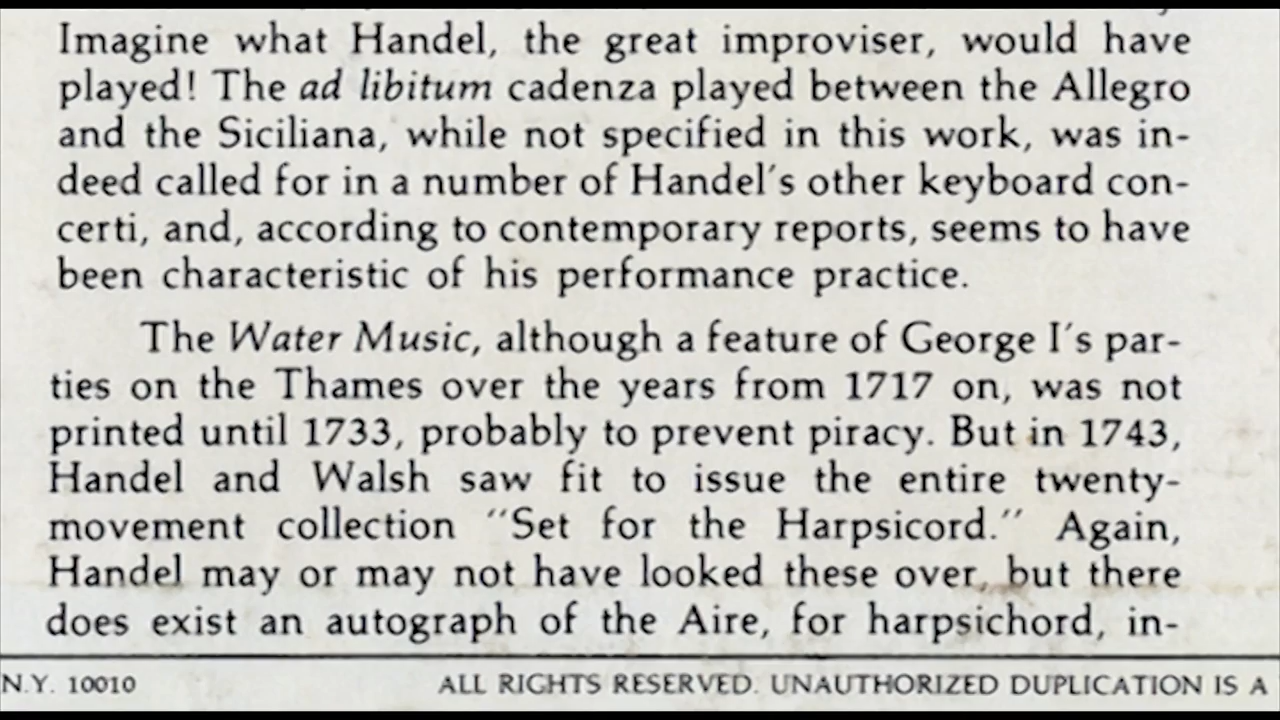 Imagine what Handel, the great improviser, would have
played! The ad libitum cadenza played between the Allegro
and the Siciliana, while not specified in this work, was in-
deed called for in a number of Handel's other keyboard con-
certi, and, according to contemporary reports, seems to have
been characteristic of his performance practice.
The Water Music, although a feature of George I's par-
ties on the Thames over the years from 1717 on, was not
printed until 1733, probably to prevent piracy. But in 1743,
Handel and Walsh saw fit to issue the entire twenty-
movement collection "Set for the Harpsicord." Again,
Handel may or may not have looked these over, but there
does exist an autograph of the Aire, for harpsichord, in-
N.Y. 10010 ALL RIGHTS RESERVED. UNAUTHORIZED DUPLICATION IS A